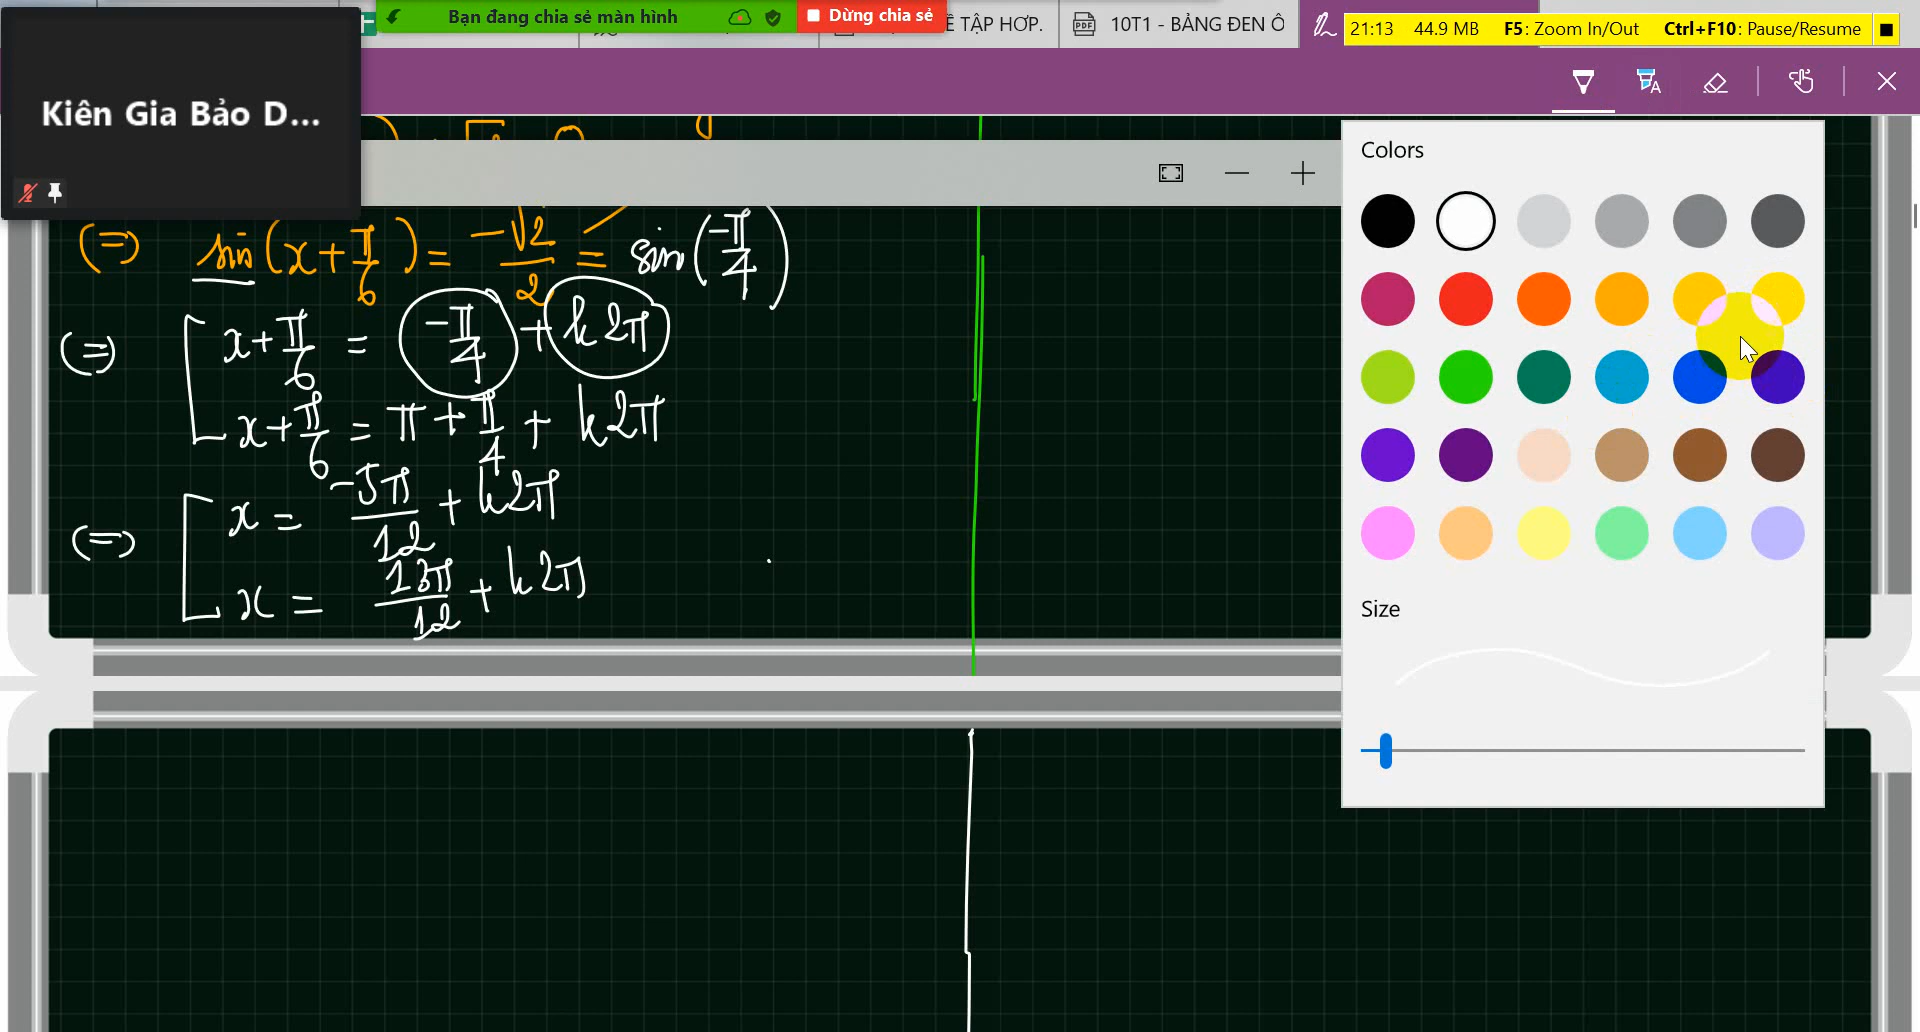 Bạn đang chia sẻ màn hình
Dừng chia sẻ
Ề TẬP HƠP.
10T1 - BẢNG ĐEN Ô
21:13 44.9 MB F5: Zoom In/Out Ctrl+F10: Pause/Resume
Kiên Gia Bảo D...
Colors
(=) sin(x+π/6) = -√2/2 = sin(-π/4)
(=) [ x+π/6 = -π/4 + k2π
x+π/6 = π+π/4 + k2π
(=) [ x = -5π/12 + k2π
x = 13π/12 + k2π
Size